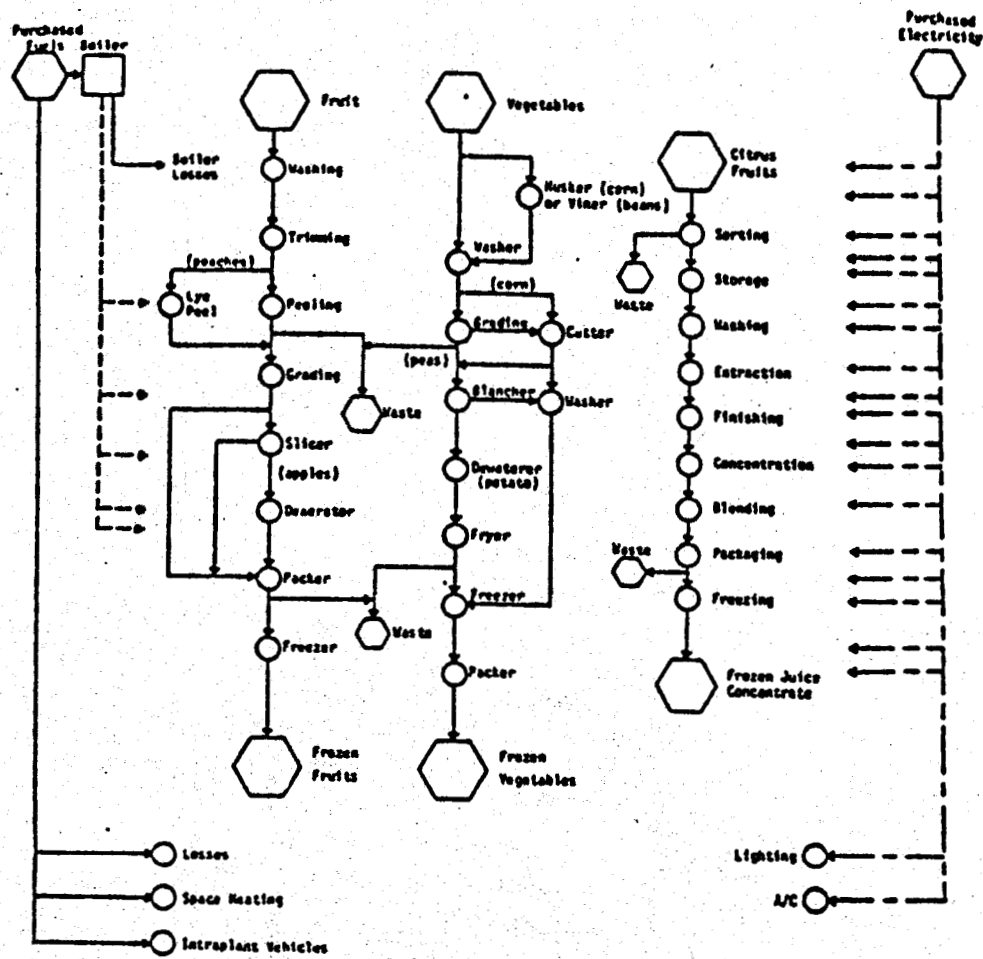 Purchased
Fuels
Boiler
Boiler
Losses
Fruit
Washing
Trimming
(peaches)
Lye
Peel
Peeling
Grading
Waste
Slicer
(apples)
Deaerator
Packer
Freezer
Frozen
Fruits
Vegetables
Husker (corn)
or Viner (beans)
Washer
(corn)
Grading
Cutter
(peas)
Blancher
Washer
Dewaterer
(potato)
Fryer
Freezer
Waste
Packer
Frozen
Vegetables
Citrus
Fruits
Sorting
Waste
Storage
Washing
Extraction
Finishing
Concentration
Blending
Waste
Packaging
Freezing
Frozen Juice
Concentrate
Purchased
Electricity
Lighting
A/C
Losses
Space Heating
Intraplant Vehicles